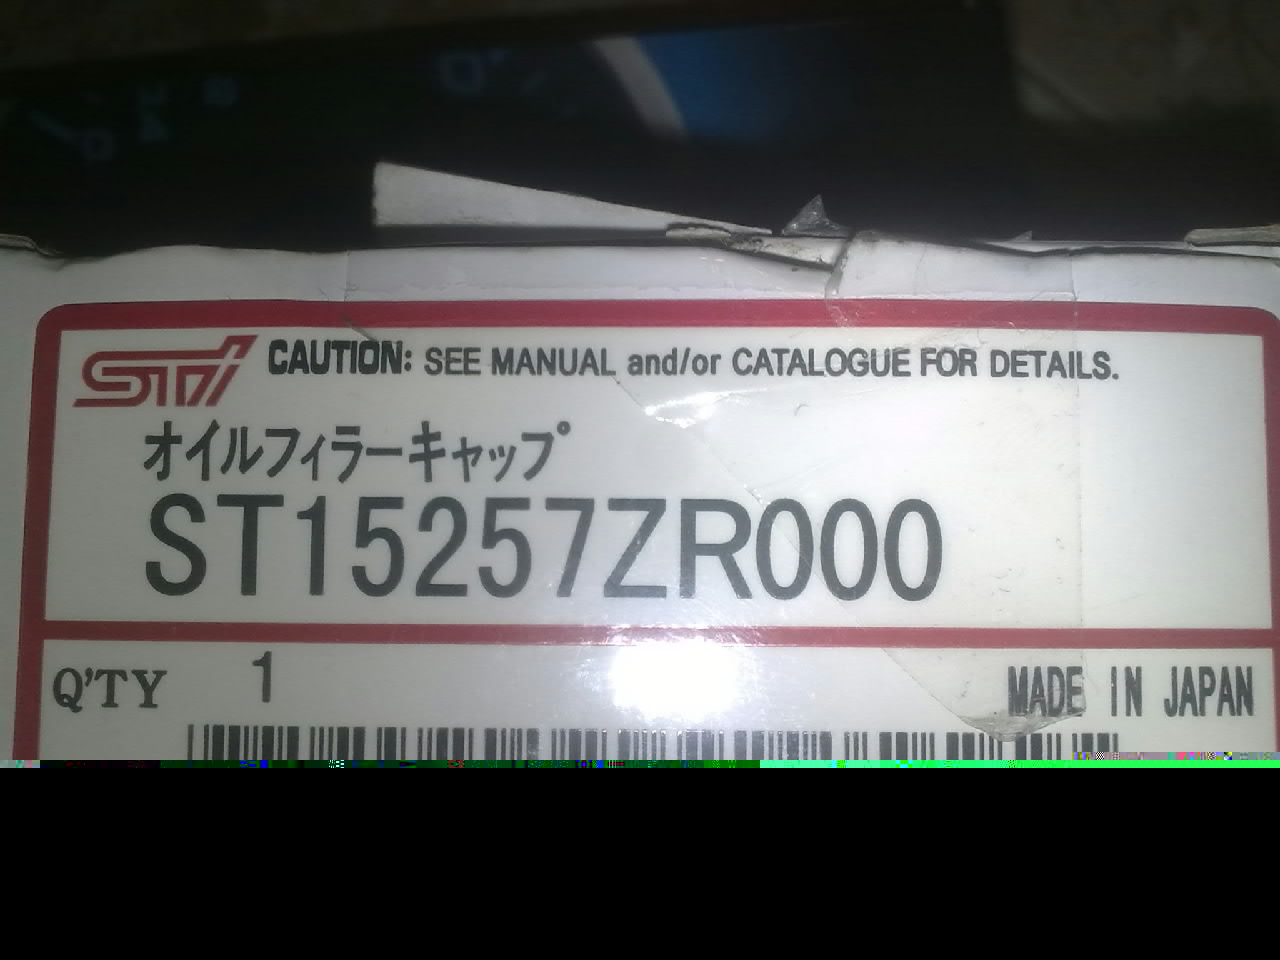 STI CAUTION: SEE MANUAL and/or CATALOGUE FOR DETAILS.
オイルフィラーキャップ
ST15257ZR000
Q'TY 1 MADE IN JAPAN